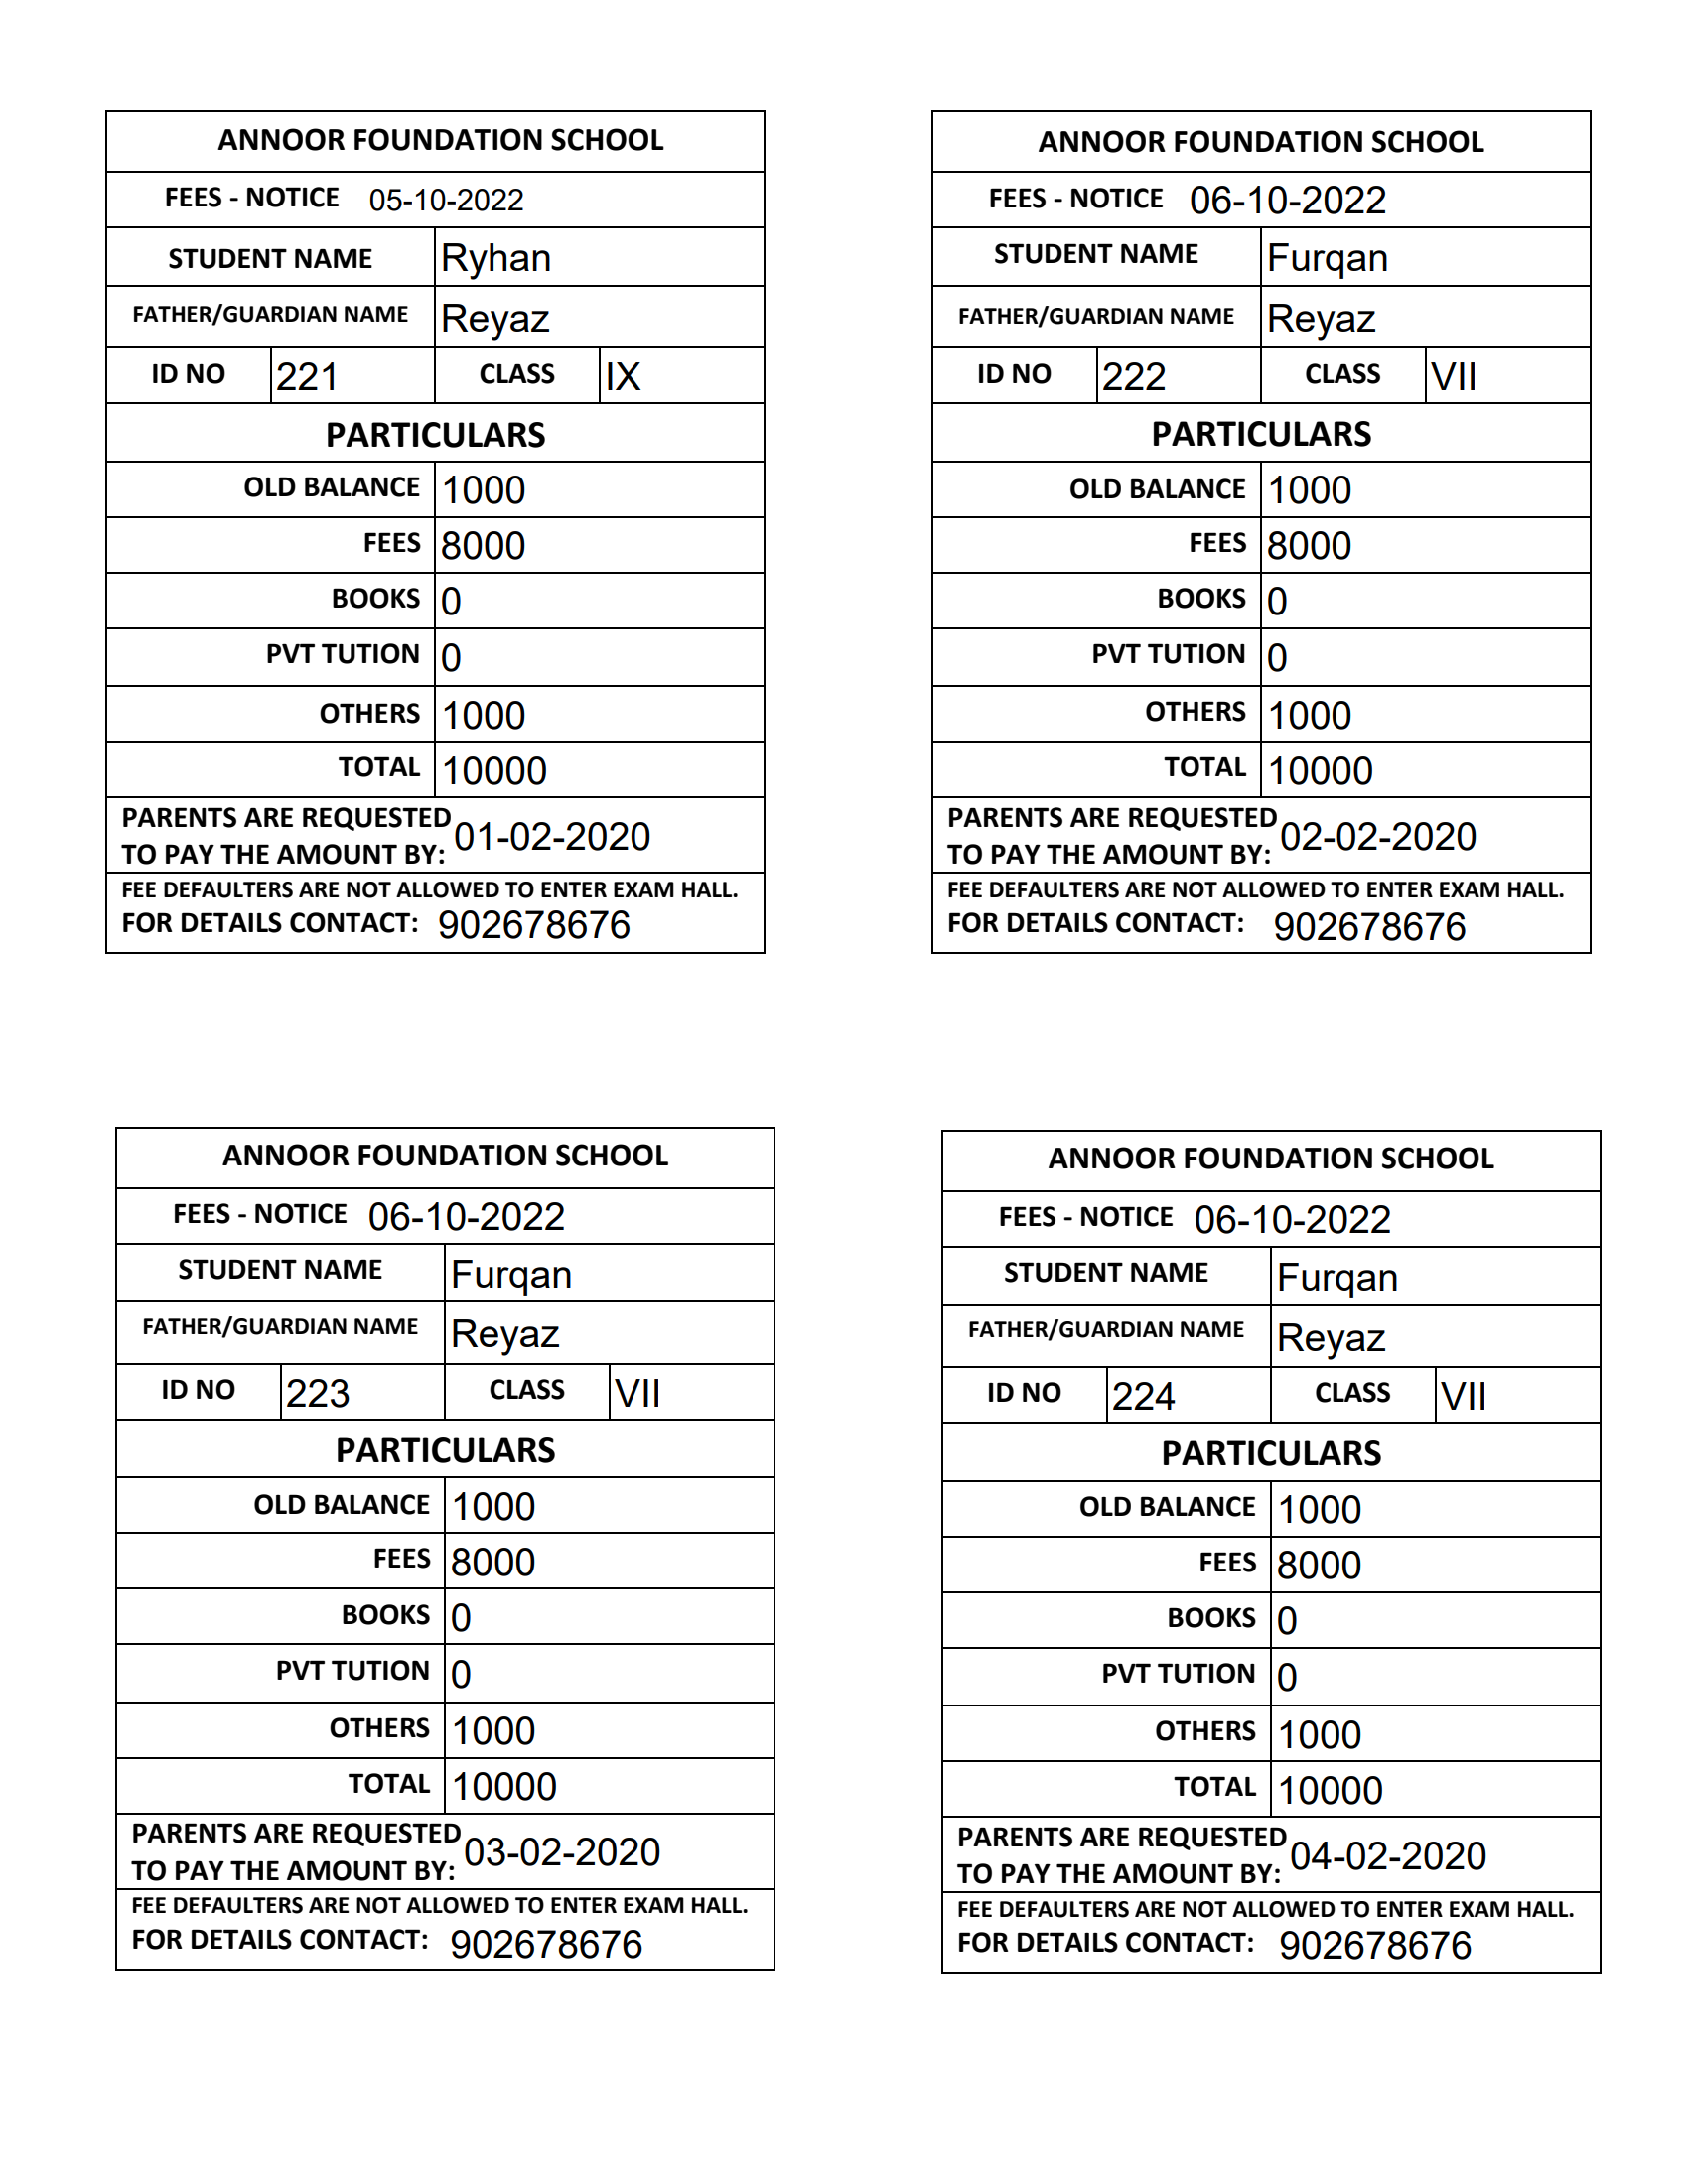 ANNOOR FOUNDATION SCHOOL
FEES - NOTICE 05-10-2022
STUDENT NAME Ryhan
FATHER/GUARDIAN NAME Reyaz
ID NO 221 CLASS IX
PARTICULARS
OLD BALANCE 1000
FEES 8000
BOOKS 0
PVT TUTION 0
OTHERS 1000
TOTAL 10000
PARENTS ARE REQUESTED
TO PAY THE AMOUNT BY: 01-02-2020
FEE DEFAULTERS ARE NOT ALLOWED TO ENTER EXAM HALL.
FOR DETAILS CONTACT: 902678676
ANNOOR FOUNDATION SCHOOL
FEES - NOTICE 06-10-2022
STUDENT NAME Furqan
FATHER/GUARDIAN NAME Reyaz
ID NO 222 CLASS VII
PARTICULARS
OLD BALANCE 1000
FEES 8000
BOOKS 0
PVT TUTION 0
OTHERS 1000
TOTAL 10000
PARENTS ARE REQUESTED
TO PAY THE AMOUNT BY: 02-02-2020
FEE DEFAULTERS ARE NOT ALLOWED TO ENTER EXAM HALL.
FOR DETAILS CONTACT: 902678676
ANNOOR FOUNDATION SCHOOL
FEES - NOTICE 06-10-2022
STUDENT NAME Furqan
FATHER/GUARDIAN NAME Reyaz
ID NO 223 CLASS VII
PARTICULARS
OLD BALANCE 1000
FEES 8000
BOOKS 0
PVT TUTION 0
OTHERS 1000
TOTAL 10000
PARENTS ARE REQUESTED
TO PAY THE AMOUNT BY: 03-02-2020
FEE DEFAULTERS ARE NOT ALLOWED TO ENTER EXAM HALL.
FOR DETAILS CONTACT: 902678676
ANNOOR FOUNDATION SCHOOL
FEES - NOTICE 06-10-2022
STUDENT NAME Furqan
FATHER/GUARDIAN NAME Reyaz
ID NO 224 CLASS VII
PARTICULARS
OLD BALANCE 1000
FEES 8000
BOOKS 0
PVT TUTION 0
OTHERS 1000
TOTAL 10000
PARENTS ARE REQUESTED
TO PAY THE AMOUNT BY: 04-02-2020
FEE DEFAULTERS ARE NOT ALLOWED TO ENTER EXAM HALL.
FOR DETAILS CONTACT: 902678676